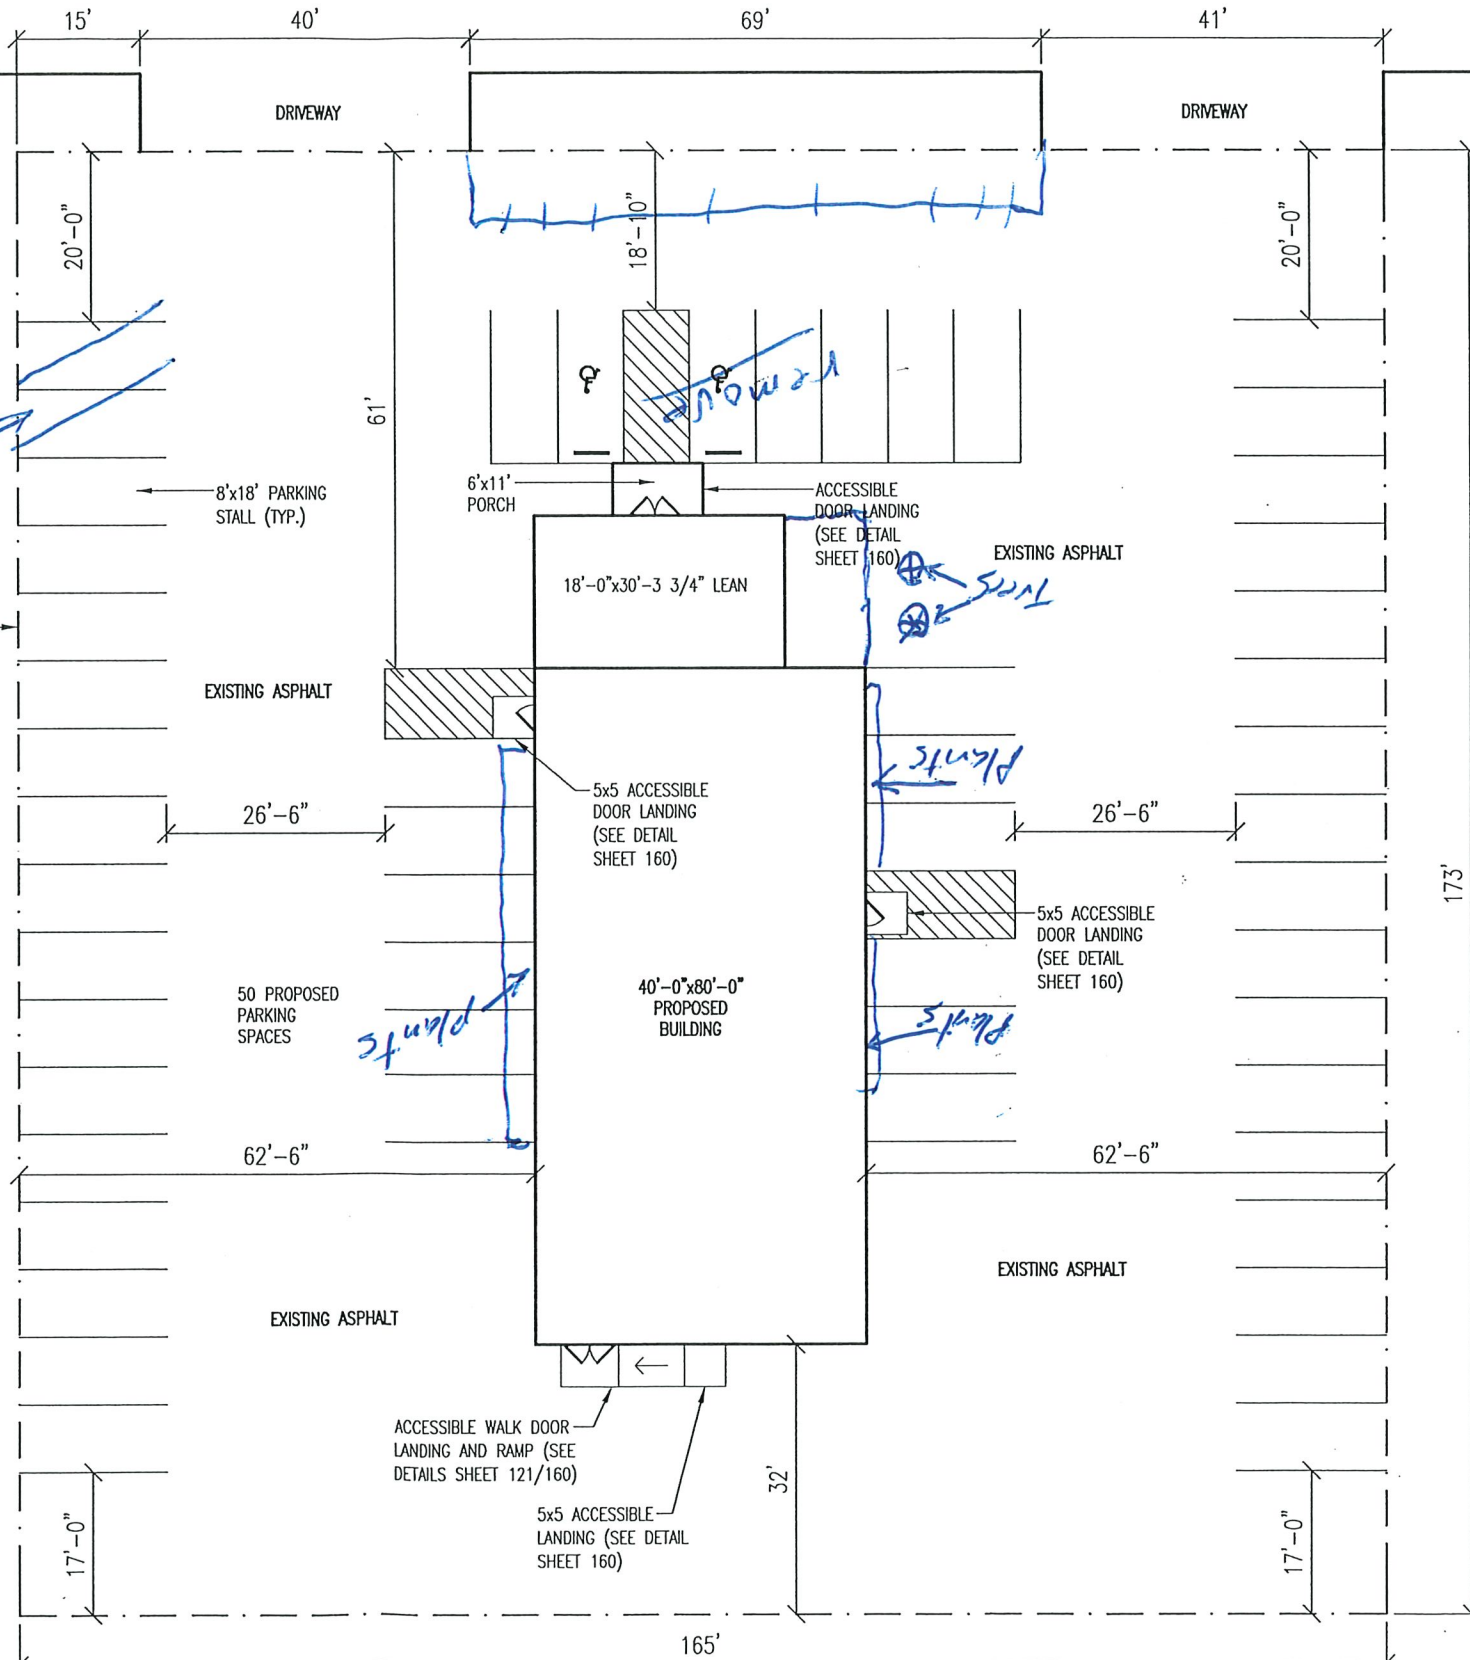 15' 40' 69' 41'
DRIVEWAY
DRIVEWAY
20'-0"
18'-10"
20'-0"
61'
remove
8'x18' PARKING
STALL (TYP.)
6'x11'
PORCH
ACCESSIBLE
DOOR LANDING
(SEE DETAIL
SHEET 160)
EXISTING ASPHALT
18'-0"x30'-3 3/4" LEAN
Trees
2
EXISTING ASPHALT
Plants
5x5 ACCESSIBLE
DOOR LANDING
(SEE DETAIL
SHEET 160)
26'-6"
26'-6"
173'
5x5 ACCESSIBLE
DOOR LANDING
(SEE DETAIL
SHEET 160)
50 PROPOSED
PARKING
SPACES
plants
40'-0"x80'-0"
PROPOSED
BUILDING
Plants
62'-6"
62'-6"
EXISTING ASPHALT
EXISTING ASPHALT
ACCESSIBLE WALK DOOR
LANDING AND RAMP (SEE
DETAILS SHEET 121/160)
5x5 ACCESSIBLE
LANDING (SEE DETAIL
SHEET 160)
32'
17'-0"
17'-0"
165'